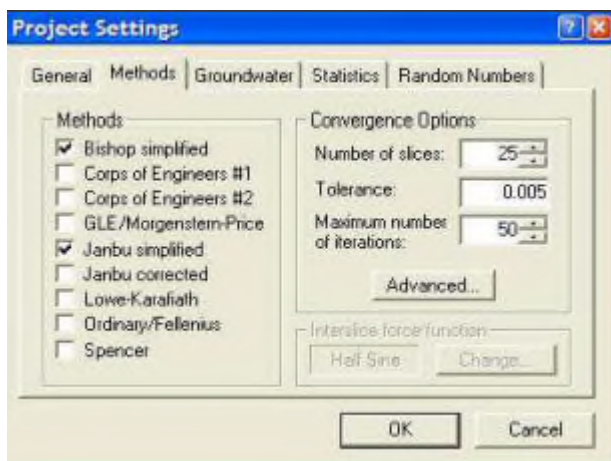 Project Settings
General Methods Groundwater Statistics Random Numbers
Methods
Bishop simplified
Corps of Engineers #1
Corps of Engineers #2
GLE/Morgenstern-Price
Janbu simplified
Janbu corrected
Lowe-Karafiath
Ordinary/Fellenius
Spencer
Convergence Options
Number of slices: 25
Tolerance: 0.005
Maximum number
of iterations: 50
Advanced...
Interslice force function
Half Sine Change...
OK Cancel